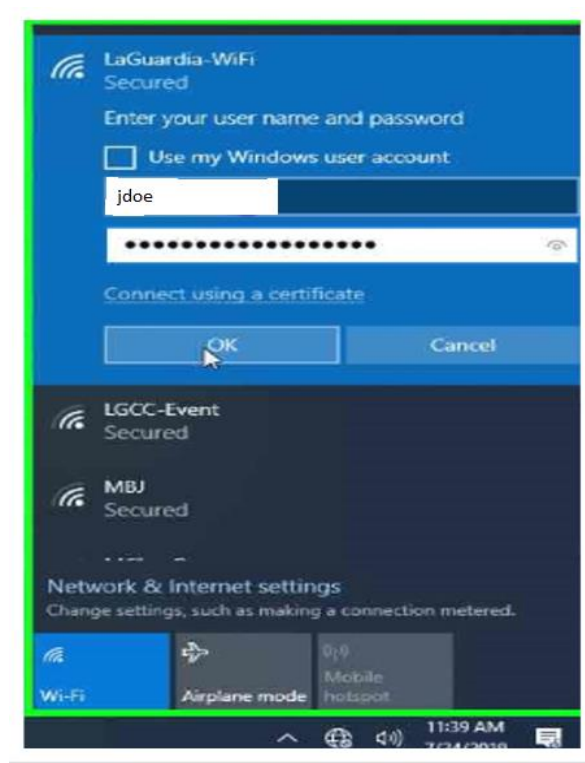 LaGuardia-WiFi
Secured
Enter your user name and password
Use my Windows user account
jdoe
••••••••••••••••••
Connect using a certificate
OK Cancel
LGCC-Event
Secured
MBJ
Secured
Network & Internet settings
Change settings, such as making a connection metered.
Wi-Fi Airplane mode Mobile hotspot
11:39 AM